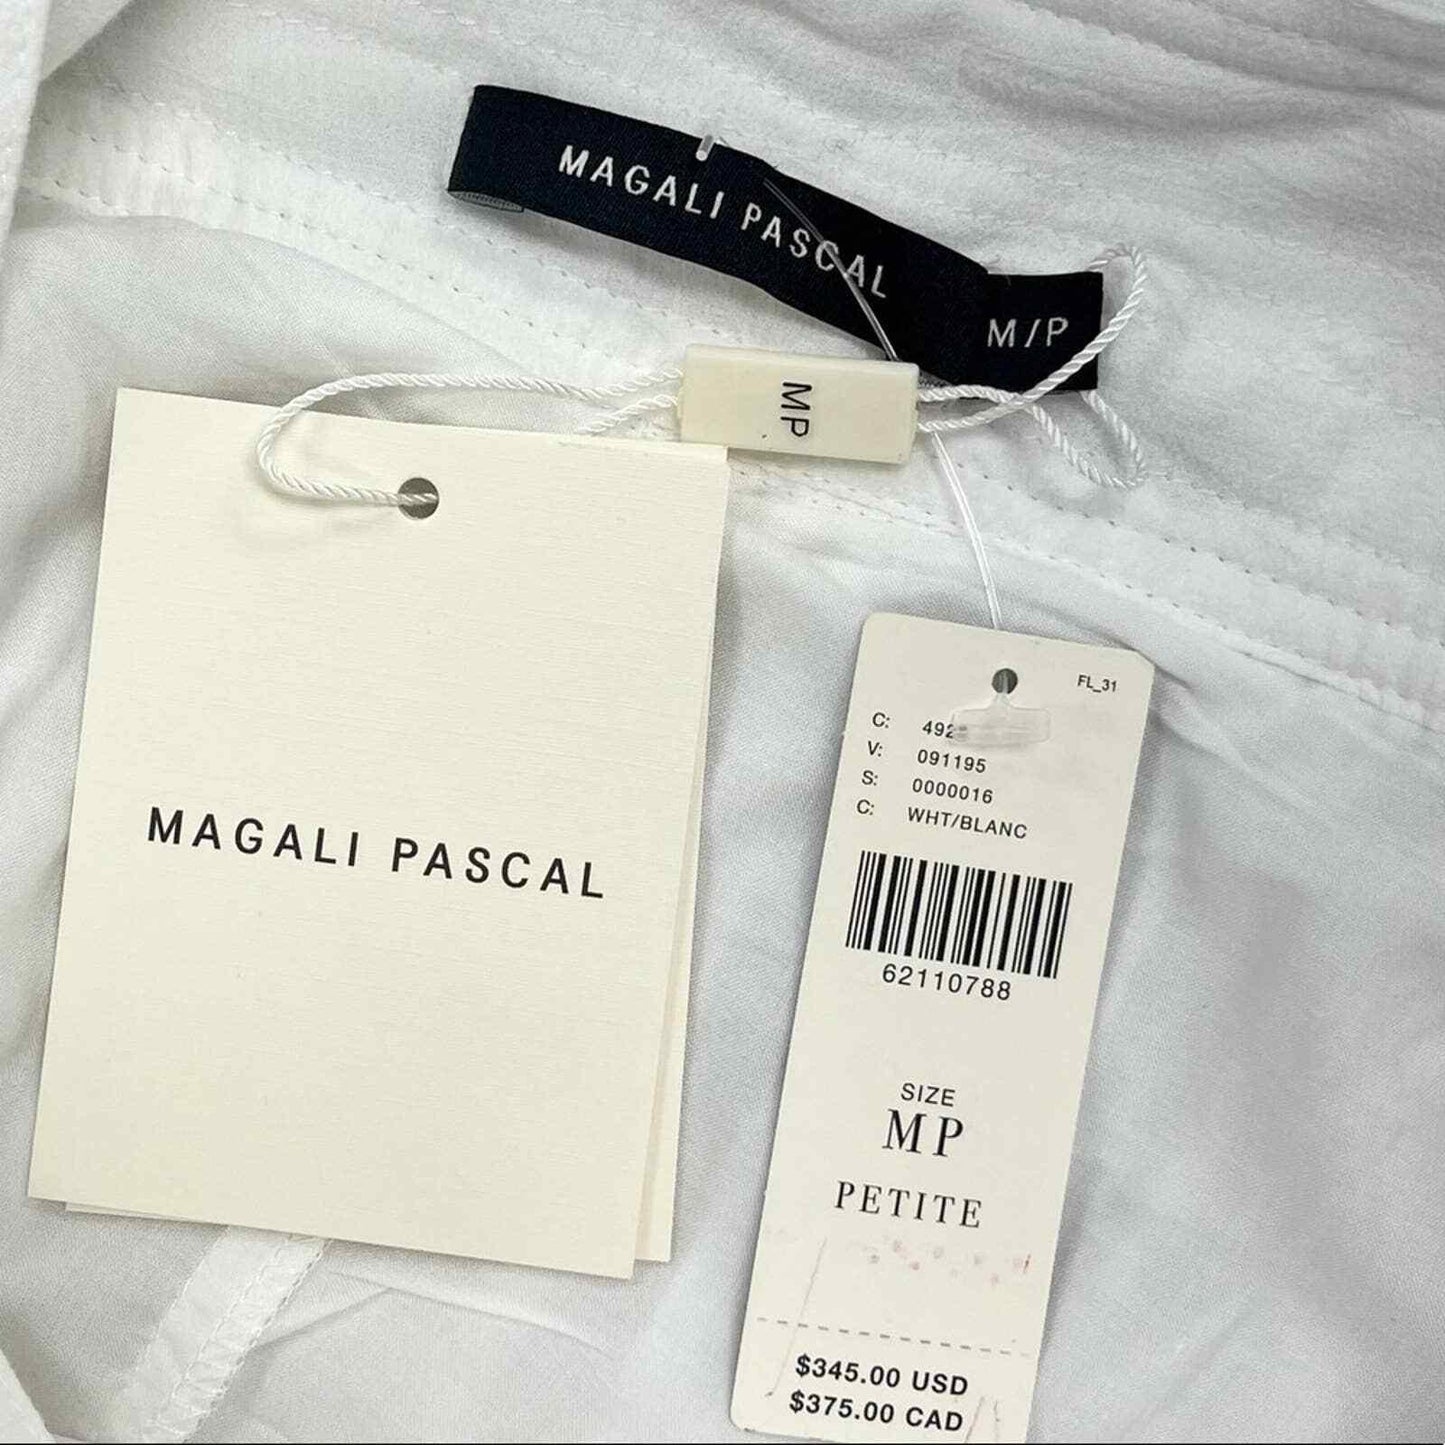 MAGALI PASCAL
M/P
MP
MAGALI PASCAL
FL_31
C:
V: 091195
S: 0000016
C: WHT/BLANC
62110788
SIZE
MP
PETITE
$345.00 USD
$375.00 CAD